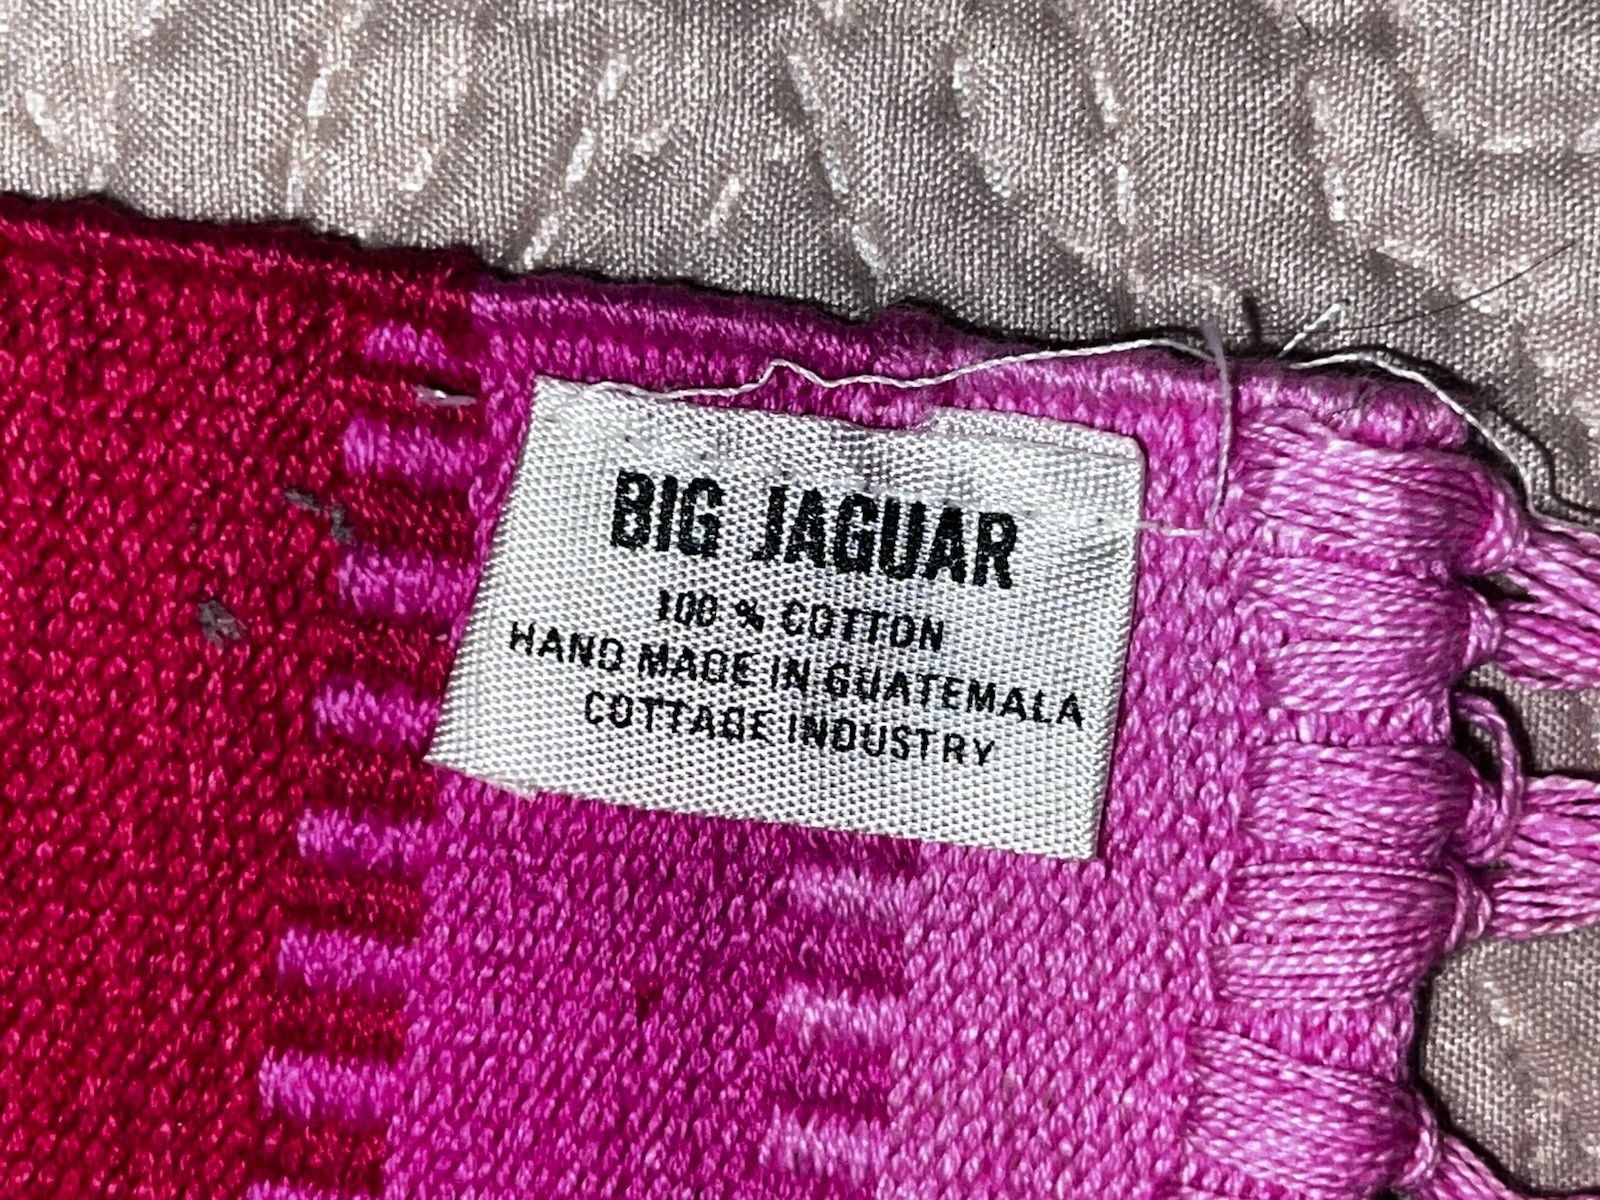 BIG JAGUAR
100 % COTTON
HAND MADE IN GUATEMALA
COTTAGE INDUSTRY